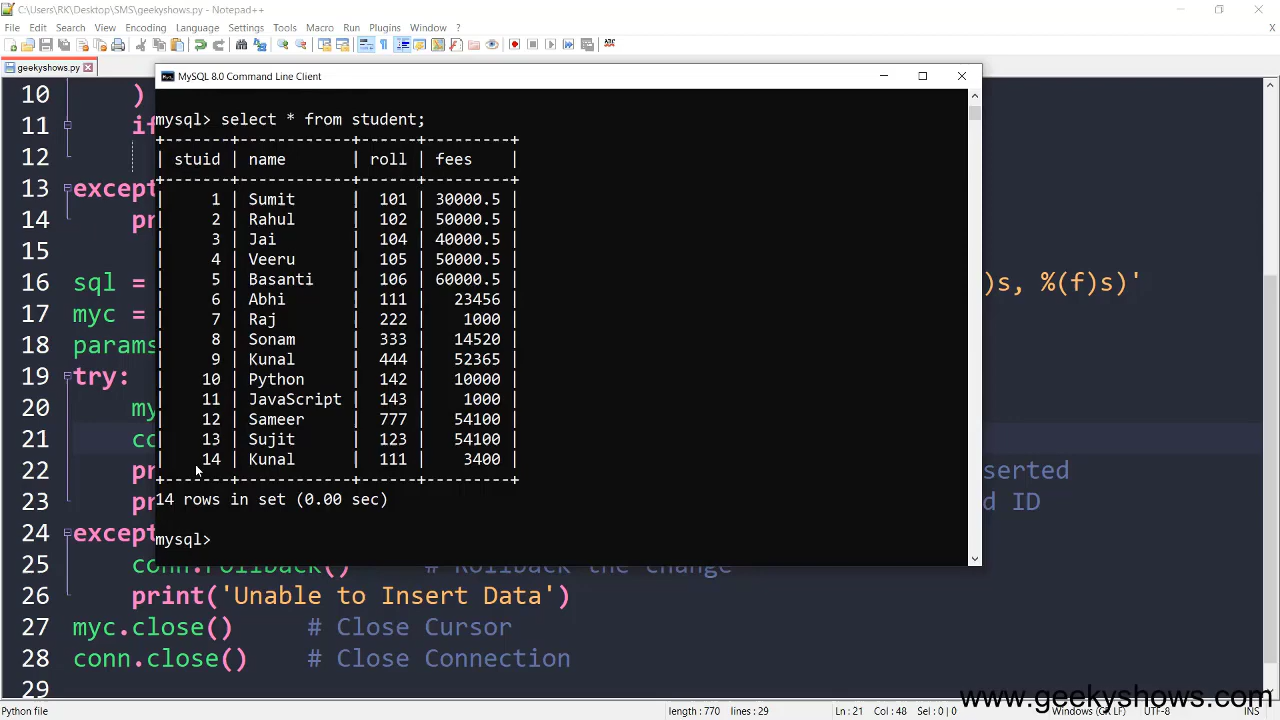 C:\Users\RK\Desktop\SMS\geekyshows.py - Notepad++
File Edit Search View Encoding Language Settings Tools Macro Run Plugins Window ?
X
geekyshows.py
MySQL 8.0 Command Line Client
mysql> select * from student;
+-------+------------+------+---------+
| stuid | name       | roll | fees    |
+-------+------------+------+---------+
|     1 | Sumit      |  101 | 30000.5 |
|     2 | Rahul      |  102 | 50000.5 |
|     3 | Jai        |  104 | 40000.5 |
|     4 | Veeru      |  105 | 50000.5 |
|     5 | Basanti    |  106 | 60000.5 |
|     6 | Abhi       |  111 |   23456 |
|     7 | Raj        |  222 |    1000 |
|     8 | Sonam      |  333 |   14520 |
|     9 | Kunal      |  444 |   52365 |
|    10 | Python     |  142 |   10000 |
|    11 | JavaScript |  143 |    1000 |
|    12 | Sameer     |  777 |   54100 |
|    13 | Sujit      |  123 |   54100 |
|    14 | Kunal      |  111 |    3400 |
+-------+------------+------+---------+
14 rows in set (0.00 sec)
mysql>
10 )
11 if
12
13 except
14 pr
15
16 sql = )s, %(f)s)'
17 myc =
18 params
19 try:
20 my
21 co
22 pr serted
23 pr d ID
24 except
25 conn.rollback() # Rollback the change
26 print('Unable to Insert Data')
27 myc.close() # Close Cursor
28 conn.close() # Close Connection
29
www.geekyshows.com
Python file length : 770 lines : 29 Ln : 21 Col : 48 Sel : 0 | 0 Windows (CR LF) UTF-8 INS